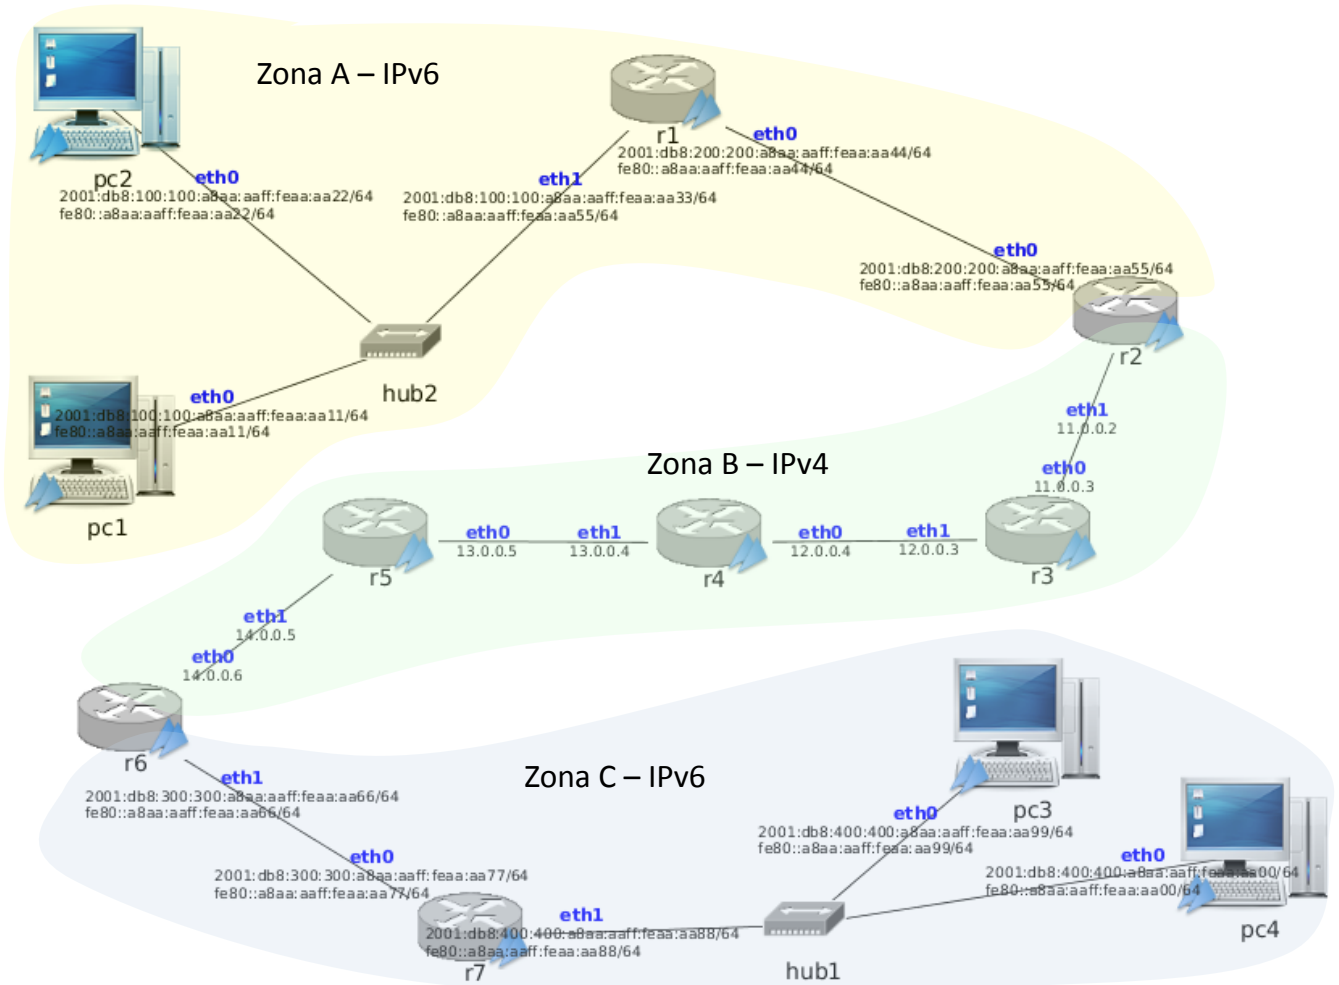 Zona A – IPv6
pc2
eth0
2001:db8:100:100:a8aa:aaff:feaa:aa22/64
fe80::a8aa:aaff:feaa:aa22/64
r1
eth0
2001:db8:200:200:a8aa:aaff:feaa:aa44/64
fe80::a8aa:aaff:feaa:aa44/64
eth1
2001:db8:100:100:a8aa:aaff:feaa:aa33/64
fe80::a8aa:aaff:feaa:aa55/64
eth0
2001:db8:200:200:a8aa:aaff:feaa:aa55/64
fe80::a8aa:aaff:feaa:aa55/64
r2
hub2
eth0
2001:db8:100:100:a8aa:aaff:feaa:aa11/64
fe80::a8aa:aaff:feaa:aa11/64
pc1
eth1
11.0.0.2
Zona B – IPv4
eth0
11.0.0.3
r5
eth0
13.0.0.5
eth1
13.0.0.4
r4
eth0
12.0.0.4
eth1
12.0.0.3
r3
eth1
14.0.0.5
eth0
14.0.0.6
r6
Zona C – IPv6
eth1
2001:db8:300:300:a8aa:aaff:feaa:aa66/64
fe80::a8aa:aaff:feaa:aa66/64
eth0
2001:db8:300:300:a8aa:aaff:feaa:aa77/64
fe80::a8aa:aaff:feaa:aa77/64
r7
eth1
2001:db8:400:400:a8aa:aaff:feaa:aa88/64
fe80::a8aa:aaff:feaa:aa88/64
hub1
pc3
eth0
2001:db8:400:400:a8aa:aaff:feaa:aa99/64
fe80::a8aa:aaff:feaa:aa99/64
eth0
2001:db8:400:400:a8aa:aaff:feaa:aa00/64
fe80::a8aa:aaff:feaa:aa00/64
pc4